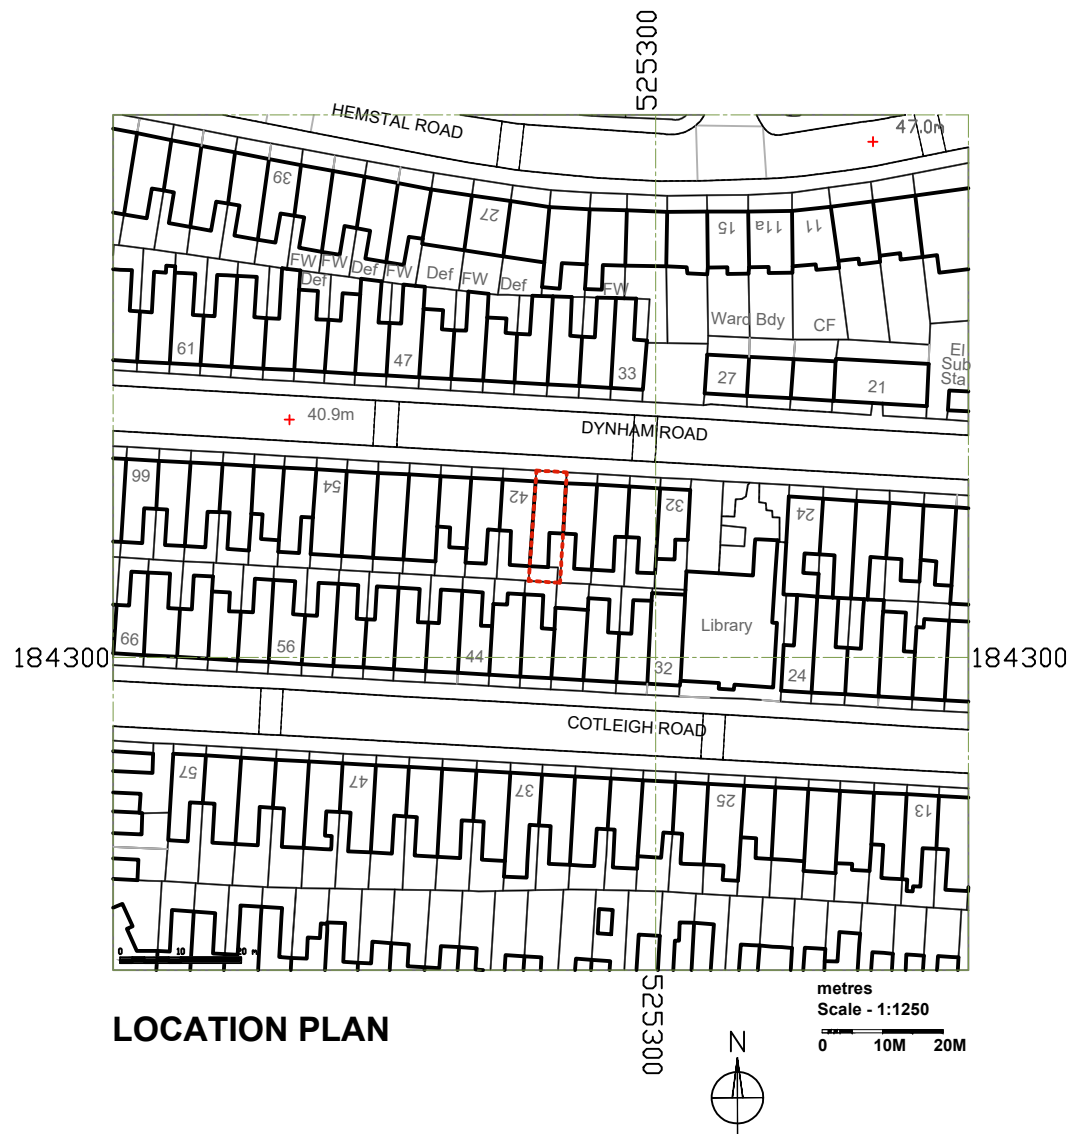 525300
HEMSTAL ROAD
47.0m
39
27
15
11a
11
FW
FW
Def
FW
Def
FW
Def
Def
FW
Ward Bdy
CF
61
47
33
27
21
El
Sub
Sta
40.9m
DYNHAM ROAD
66
54
42
32
24
Library
66
56
44
32
24
184300
184300
COTLEIGH ROAD
57
47
37
25
13
0 10 20 M
525300
metres
Scale - 1:1250
0 10M 20M
LOCATION PLAN
N